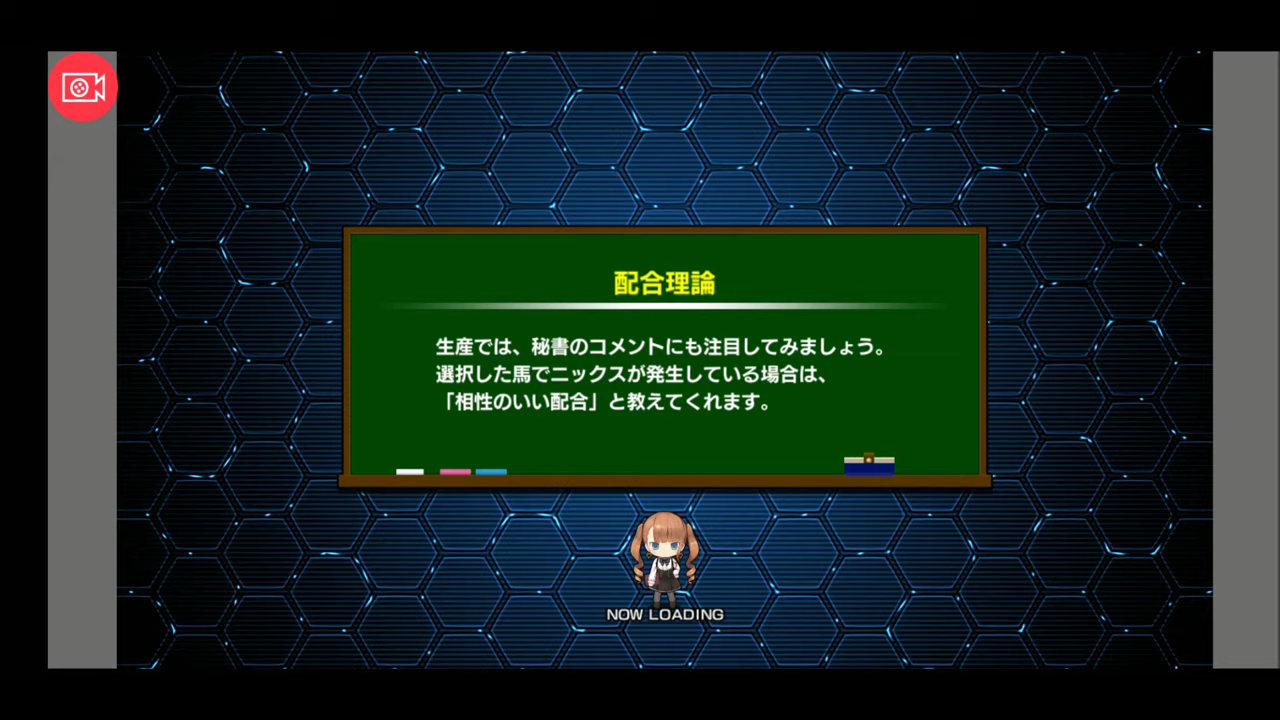 配合理論
生産では、秘書のコメントにも注目してみましょう。
選択した馬でニックスが発生している場合は、
「相性のいい配合」と教えてくれます。
NOW LOADING